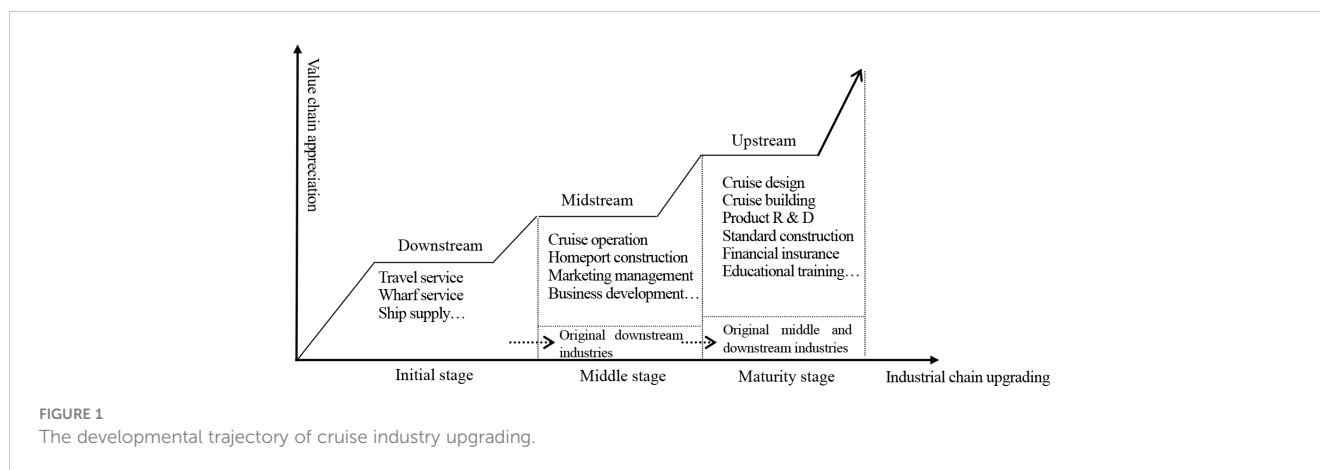 Value chain appreciation
Upstream
Cruise design
Cruise building
Product R & D
Standard construction
Financial insurance
Educational training…
Midstream
Cruise operation
Homeport construction
Marketing management
Business development…
Downstream
Travel service
Wharf service
Ship supply…
Original downstream
industries
Original middle and
downstream industries
Initial stage
Middle stage
Maturity stage
Industrial chain upgrading
FIGURE 1
The developmental trajectory of cruise industry upgrading.